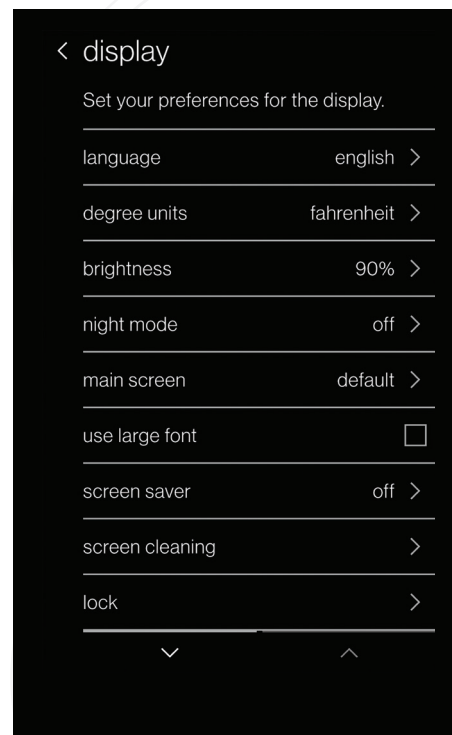 display
Set your preferences for the display.
language english
degree units fahrenheit
brightness 90%
night mode off
main screen default
use large font
screen saver off
screen cleaning
lock